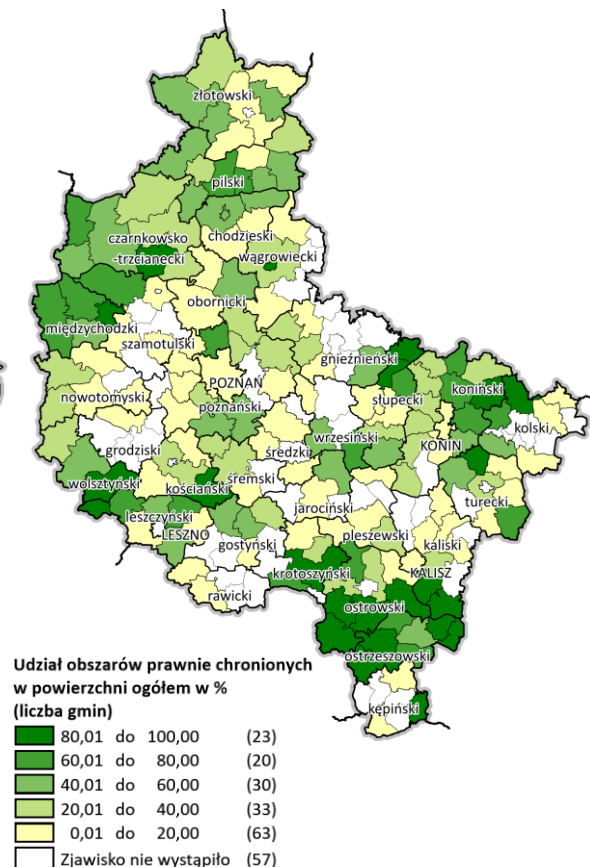 złotowski
pilski
czarnkowsko
-trzcianecki
chodzieski
wągrowiecki
obornicki
międzychodzki
szamotulski
gnieźnieński
koniński
POZNAŃ
nowotomyski
poznański
słupecki
kolski
wrzesiński
KONIN
grodziski
średzki
wolsztyński
kościański
śremski
turecki
jarociński
leszczyński
LESZNO
pleszewski
gostyński
kaliski
krotoszyński
KALISZ
rawicki
ostrowski
ostrzeszowski
kępiński
Udział obszarów prawnie chronionych
w powierzchni ogółem w %
(liczba gmin)
80,01 do 100,00 (23)
60,01 do 80,00 (20)
40,01 do 60,00 (30)
20,01 do 40,00 (33)
0,01 do 20,00 (63)
Zjawisko nie wystąpiło (57)